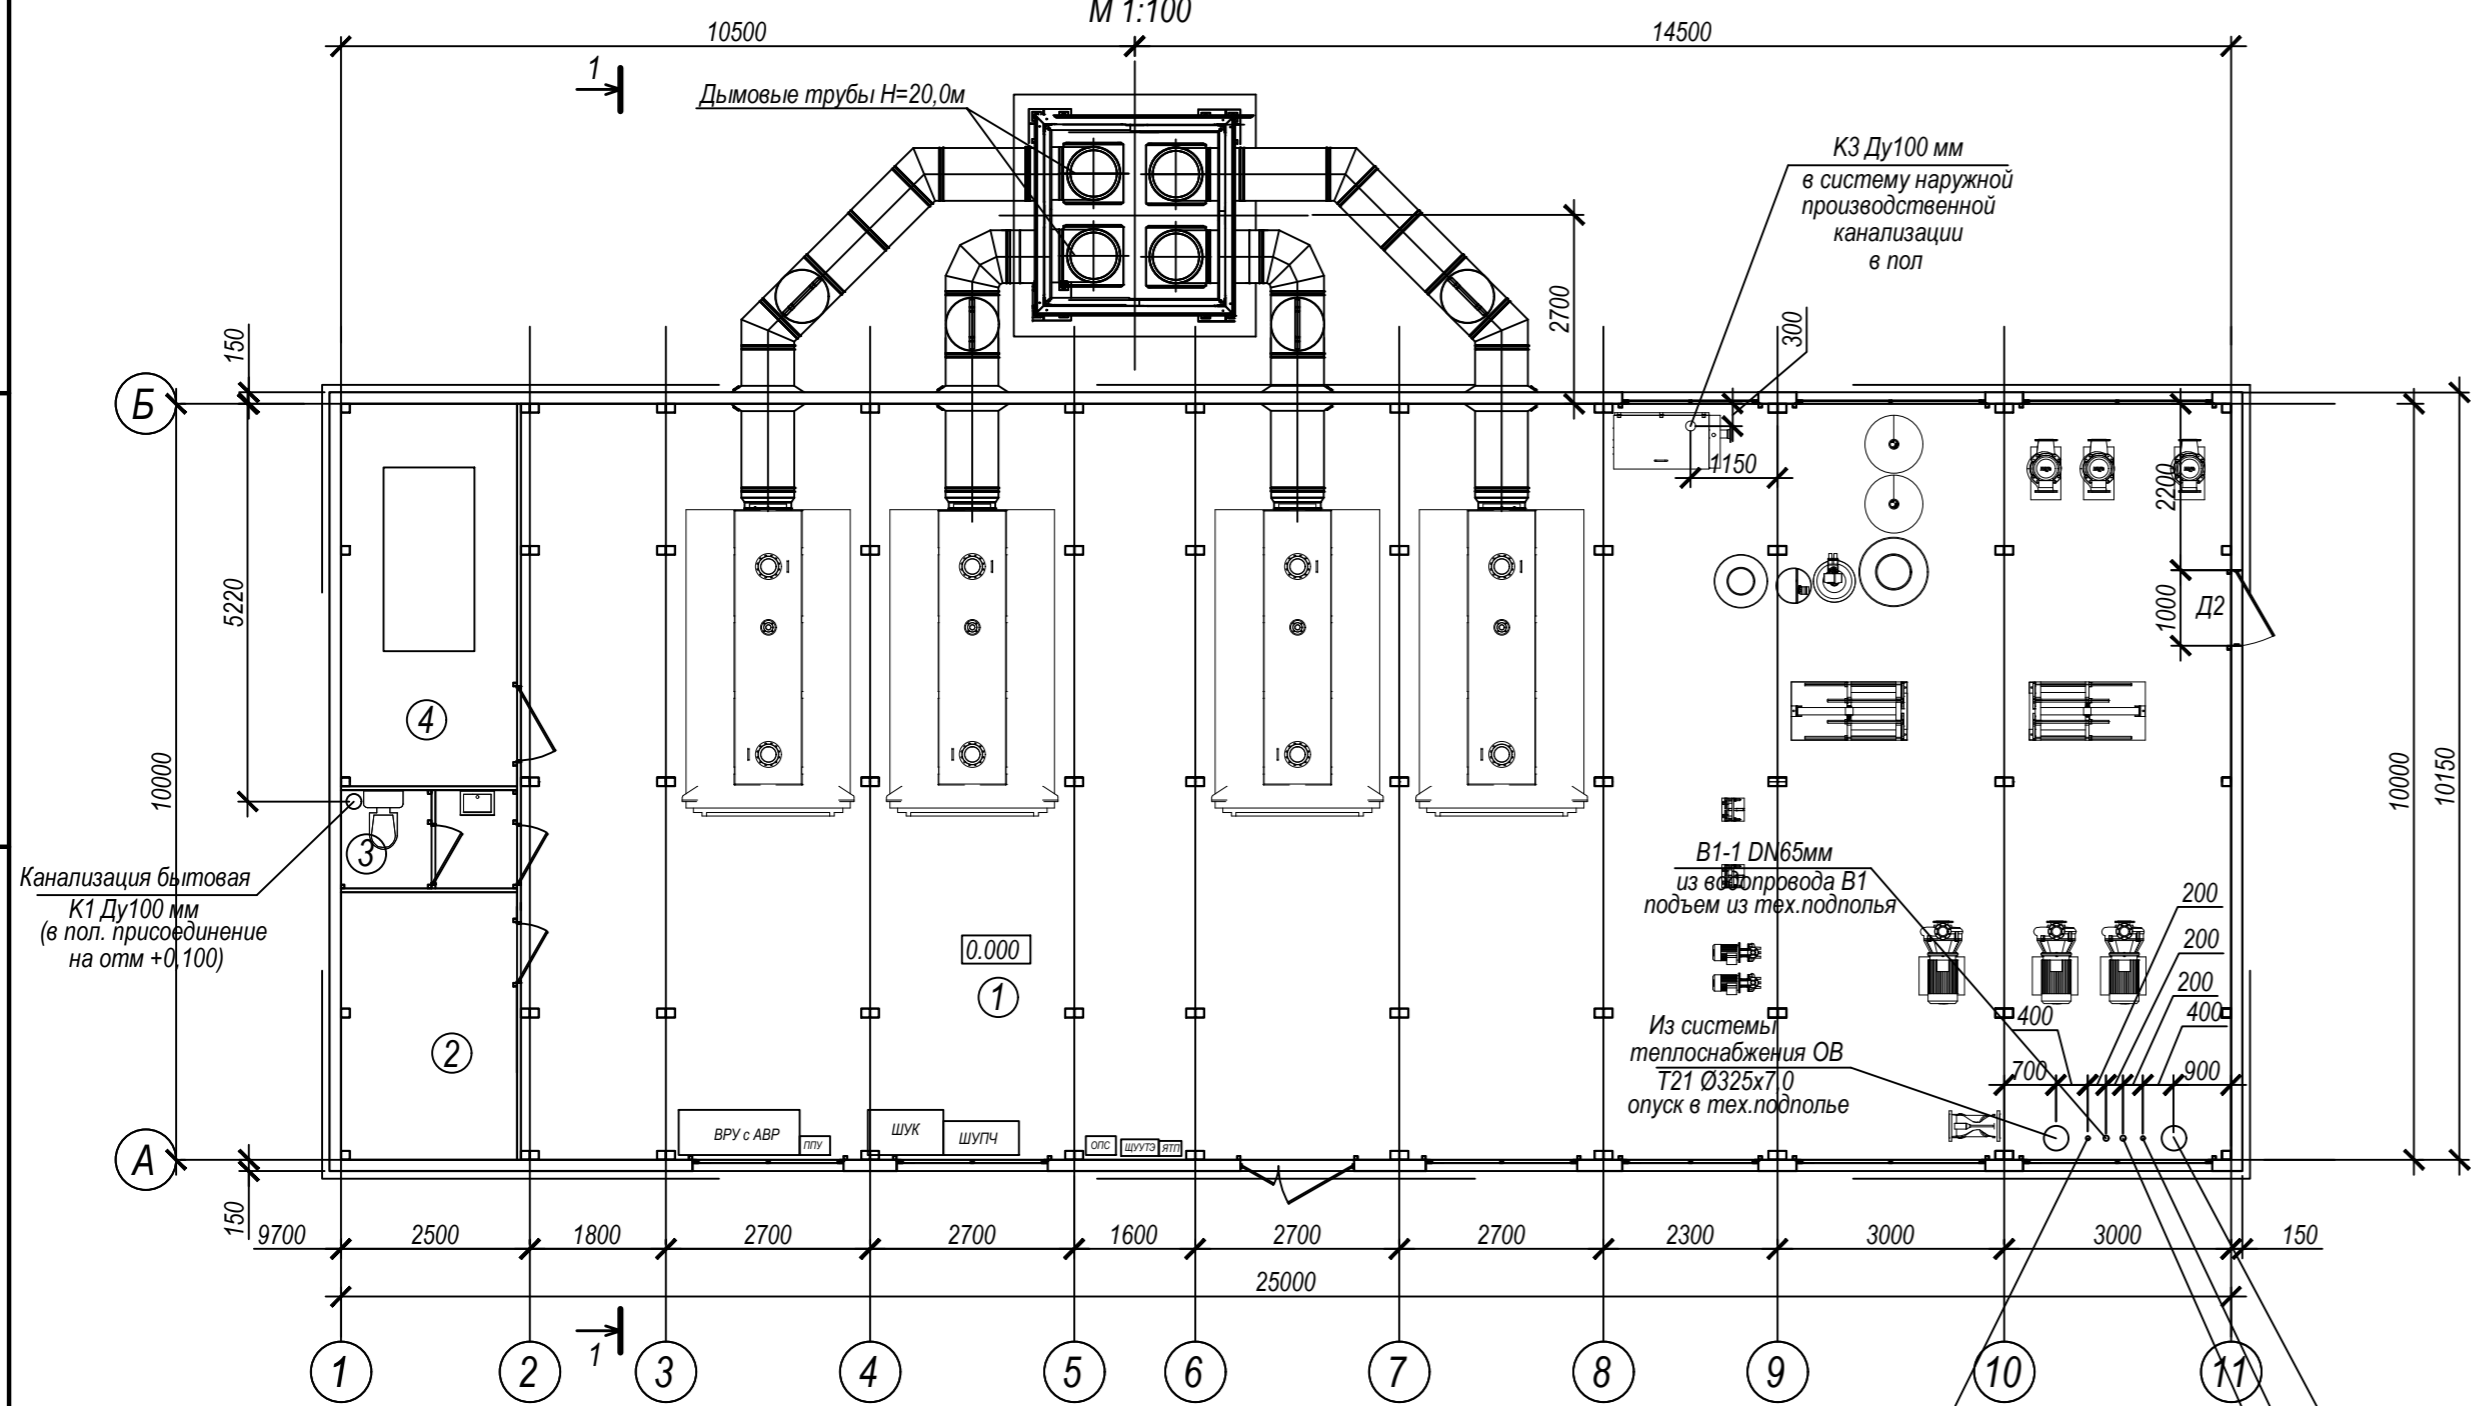 М 1:100
10500
14500
1
Дымовые трубы Н=20,0м
К3 Ду100 мм
в систему наружной
производственной
канализации
в пол
2700
300
150
Б
1150
2200
5220
1000
Д2
4
10000
10000
10150
3
Канализация бытовая
К1 Ду100 мм
(в пол. присоединение
на отм +0,100)
В1-1 DN65мм
из водопровода В1
подъем из тех.подполья
200
200
200
400
400
0.000
1
2
Из системы
теплоснабжения ОВ
Т21 Ø325х7,0
опуск в тех.подполье
700
900
ВРУ с АВР
ППУ
ШУК
ШУПЧ
ОПС
ЩУУТЭ
ЯТП
А
150
9700
2500
1800
2700
2700
1600
2700
2700
2300
3000
3000
150
25000
1
1
2
3
4
5
6
7
8
9
10
11